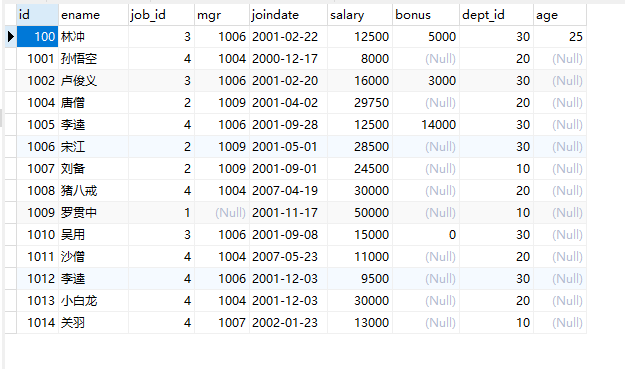 id ename job_id mgr joindate salary bonus dept_id age
100 林冲 3 1006 2001-02-22 12500 5000 30 25
1001 孙悟空 4 1004 2000-12-17 8000 (Null) 20 (Null)
1002 卢俊义 3 1006 2001-02-20 16000 3000 30 (Null)
1004 唐僧 2 1009 2001-04-02 29750 (Null) 20 (Null)
1005 李逵 4 1006 2001-09-28 12500 14000 30 (Null)
1006 宋江 2 1009 2001-05-01 28500 (Null) 30 (Null)
1007 刘备 2 1009 2001-09-01 24500 (Null) 10 (Null)
1008 猪八戒 4 1004 2007-04-19 30000 (Null) 20 (Null)
1009 罗贯中 1 (Null) 2001-11-17 50000 (Null) 10 (Null)
1010 吴用 3 1006 2001-09-08 15000 0 30 (Null)
1011 沙僧 4 1004 2007-05-23 11000 (Null) 20 (Null)
1012 李逵 4 1006 2001-12-03 9500 (Null) 30 (Null)
1013 小白龙 4 1004 2001-12-03 30000 (Null) 20 (Null)
1014 关羽 4 1007 2002-01-23 13000 (Null) 10 (Null)